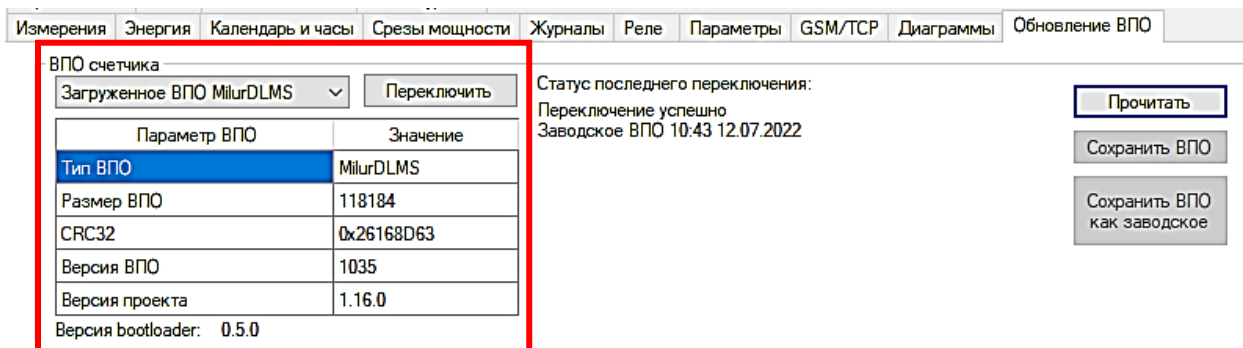 Измерения Энергия Календарь и часы Срезы мощности Журналы Реле Параметры GSM/TCP Диаграммы Обновление ВПО
ВПО счетчика
Загруженное ВПО MilurDLMS Переключить
Параметр ВПО Значение
Тип ВПО MilurDLMS
Размер ВПО 118184
CRC32 0x26168D63
Версия ВПО 1035
Версия проекта 1.16.0
Версия bootloader: 0.5.0
Статус последнего переключения:
Переключение успешно
Заводское ВПО 10:43 12.07.2022
Прочитать
Сохранить ВПО
Сохранить ВПО
как заводское